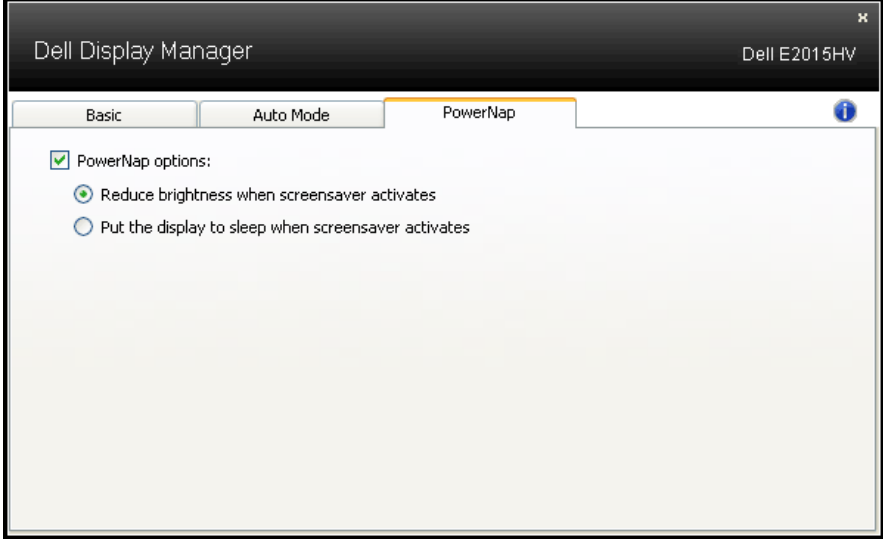 Dell Display Manager
Dell E2015HV
Basic
Auto Mode
PowerNap
PowerNap options:
Reduce brightness when screensaver activates
Put the display to sleep when screensaver activates